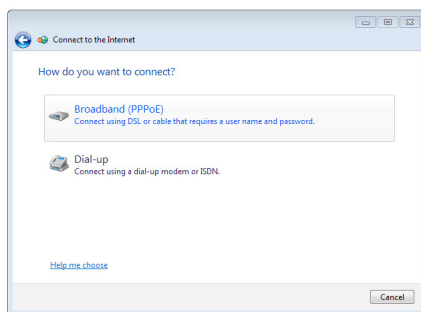 Connect to the Internet
How do you want to connect?
Broadband (PPPoE)
Connect using DSL or cable that requires a user name and password.
Dial-up
Connect using a dial-up modem or ISDN.
Help me choose
Cancel